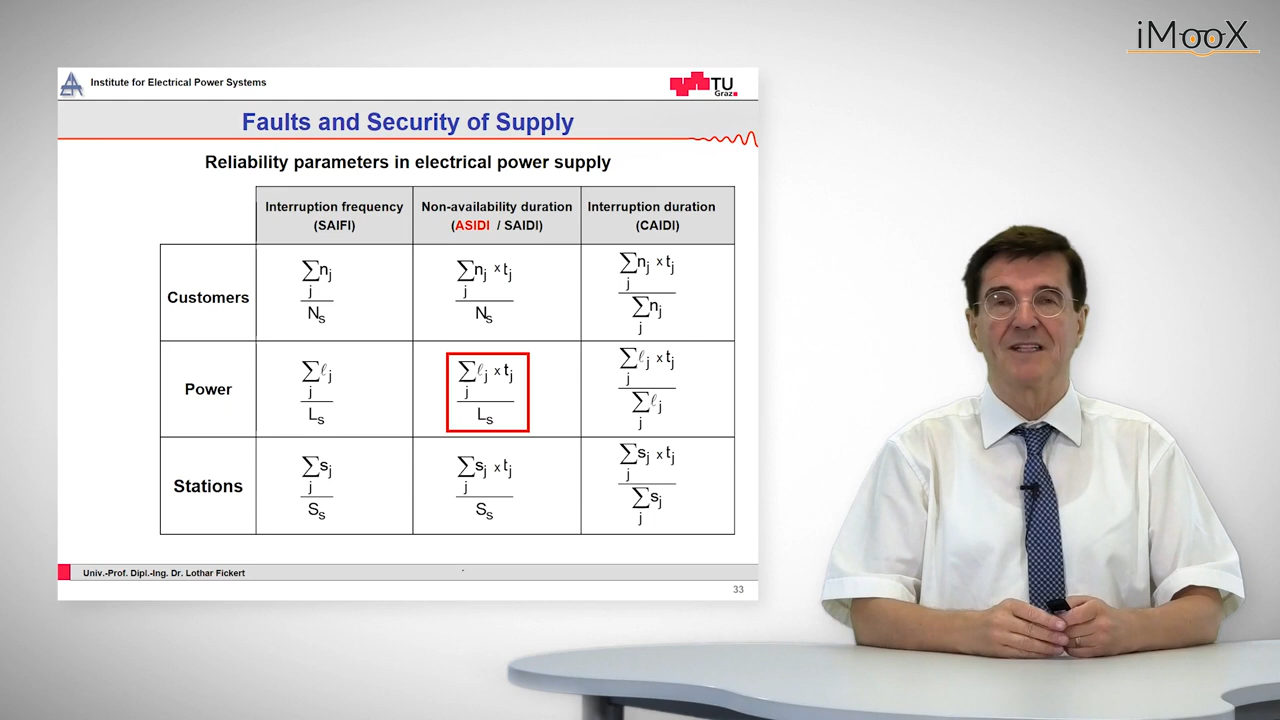 iMooX
Institute for Electrical Power Systems
TU
Graz
Faults and Security of Supply
Reliability parameters in electrical power supply
Interruption frequency
(SAIFI)
Non-availability duration
(ASIDI / SAIDI)
Interruption duration
(CAIDI)
Customers
∑nj
j
Ns
∑nj x tj
j
Ns
∑nj x tj
j
∑nj
j
Power
∑ℓj
j
Ls
∑ℓj x tj
j
Ls
∑ℓj x tj
j
∑ℓj
j
Stations
∑sj
j
Ss
∑sj x tj
j
Ss
∑sj x tj
j
∑sj
j
Univ.-Prof. Dipl.-Ing. Dr. Lothar Fickert
33